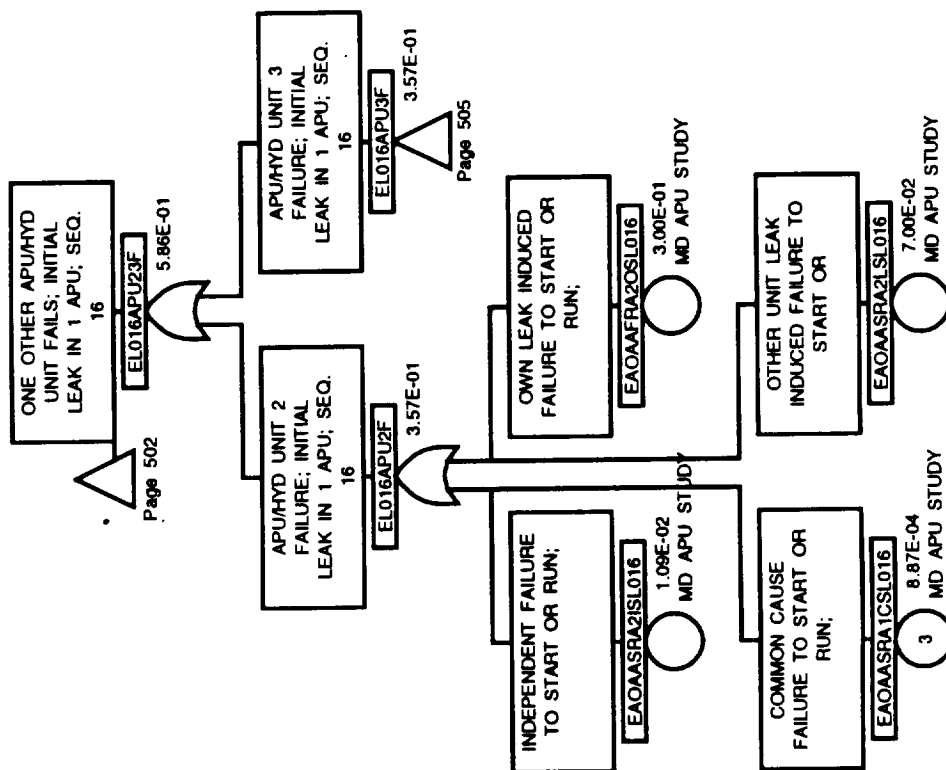 ONE OTHER APU/HYD
UNIT FAILS; INITIAL
LEAK IN 1 APU; SEQ.
16
EL016APU23F
5.86E-01
Page 502
APU/HYD UNIT 2
FAILURE; INITIAL
LEAK IN 1 APU; SEQ.
16
EL016APU2F
3.57E-01
APU/HYD UNIT 3
FAILURE; INITIAL
LEAK IN 1 APU; SEQ.
16
EL016APU3F
3.57E-01
Page 505
INDEPENDENT FAILURE
TO START OR RUN;
EAOAASRA2ISL016
1.09E-02
MD APU STUDY
OWN LEAK INDUCED
FAILURE TO START OR
RUN;
EAOAAFRA2OSL016
3.00E-01
MD APU STUDY
COMMON CAUSE
FAILURE TO START OR
RUN;
EAOAASRA1CSL016
8.87E-04
MD APU STUDY
3
OTHER UNIT LEAK
INDUCED FAILURE TO
START OR
EAOAASRA2LSL016
7.00E-02
MD APU STUDY